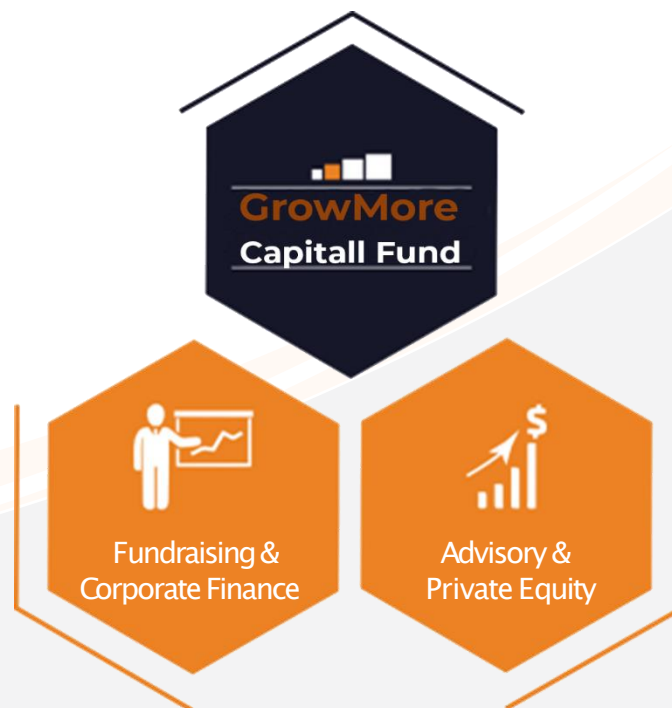 GrowMore
Capitall Fund
$
Fundraising &
Corporate Finance
Advisory &
Private Equity